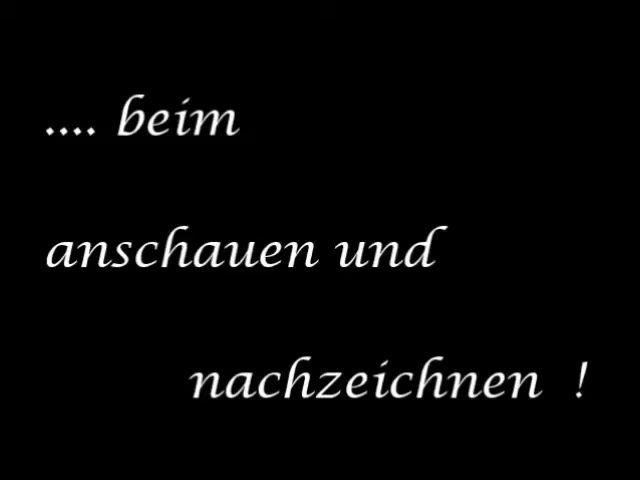 .... beim
anschauen und
nachzeichnen !